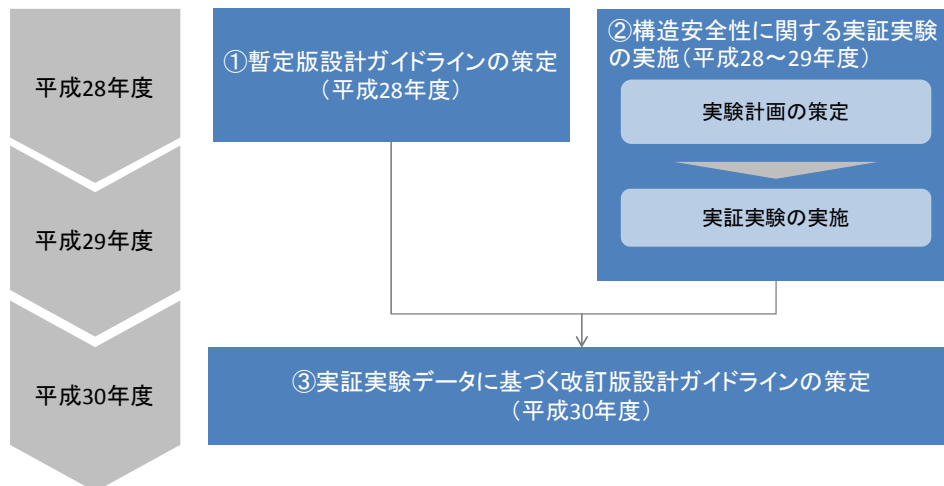 平成28年度
平成29年度
平成30年度
①暫定版設計ガイドラインの策定
（平成28年度）
②構造安全性に関する実証実験
の実施（平成28～29年度）
実験計画の策定
実証実験の実施
③実証実験データに基づく改訂版設計ガイドラインの策定
（平成30年度）